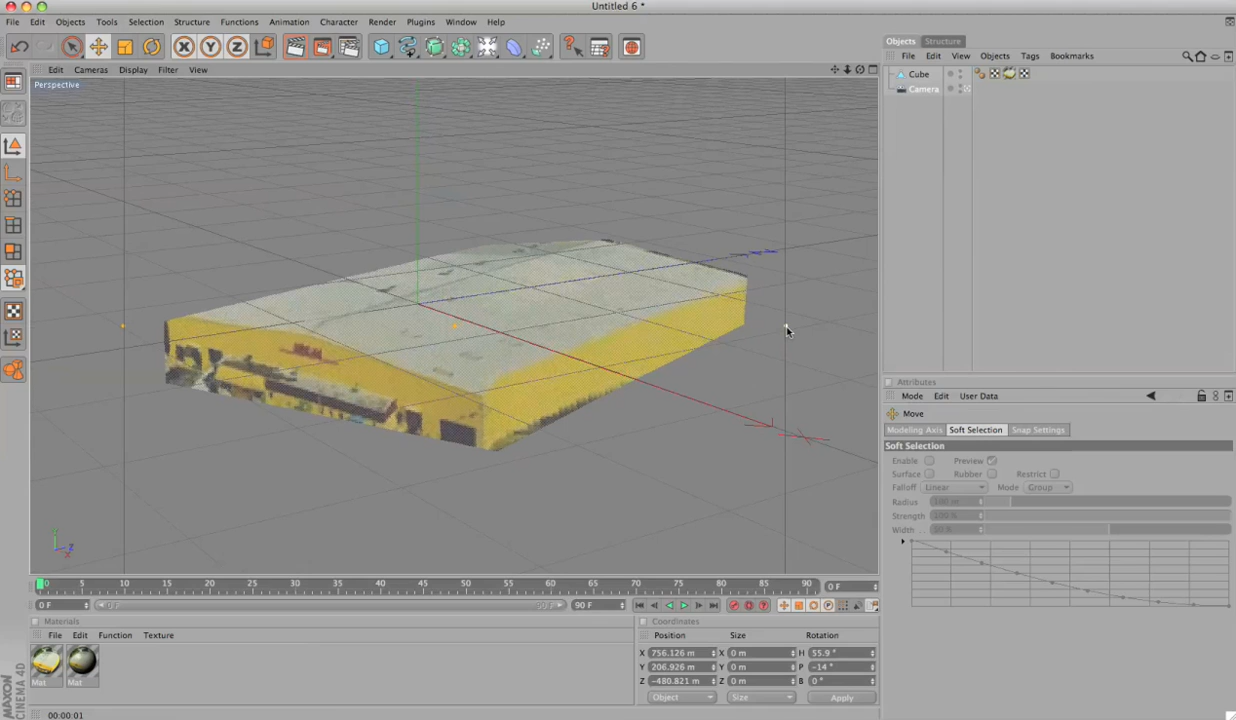 Untitled 6 *
File Edit Objects Tools Selection Structure Functions Animation Character Render Plugins Window Help
X Y Z
Edit Cameras Display Filter View
Perspective
Objects Structure
File Edit View Objects Tags Bookmarks
Cube
Camera
Attributes
Mode Edit User Data
Move
Modeling Axis Soft Selection Snap Settings
Soft Selection
Enable Preview
Surface Rubber Restrict
Falloff Linear Mode Group
Radius 100 m
Strength 100 %
Width . .
Y
Z
X
0 5 10 15 20 25 30 35 40 45 50 55 60 65 70 75 80 85 90 0 F
0 F 90 F 90 F
Materials
File Edit Function Texture
Mat Mat
Coordinates
Position Size Rotation
X 756.126 m X 0 m H 55.9 °
Y 206.926 m Y 0 m P -14 °
Z -480.821 m Z 0 m B 0 °
Object Size Apply
MAXON CINEMA 4D
00:00:01